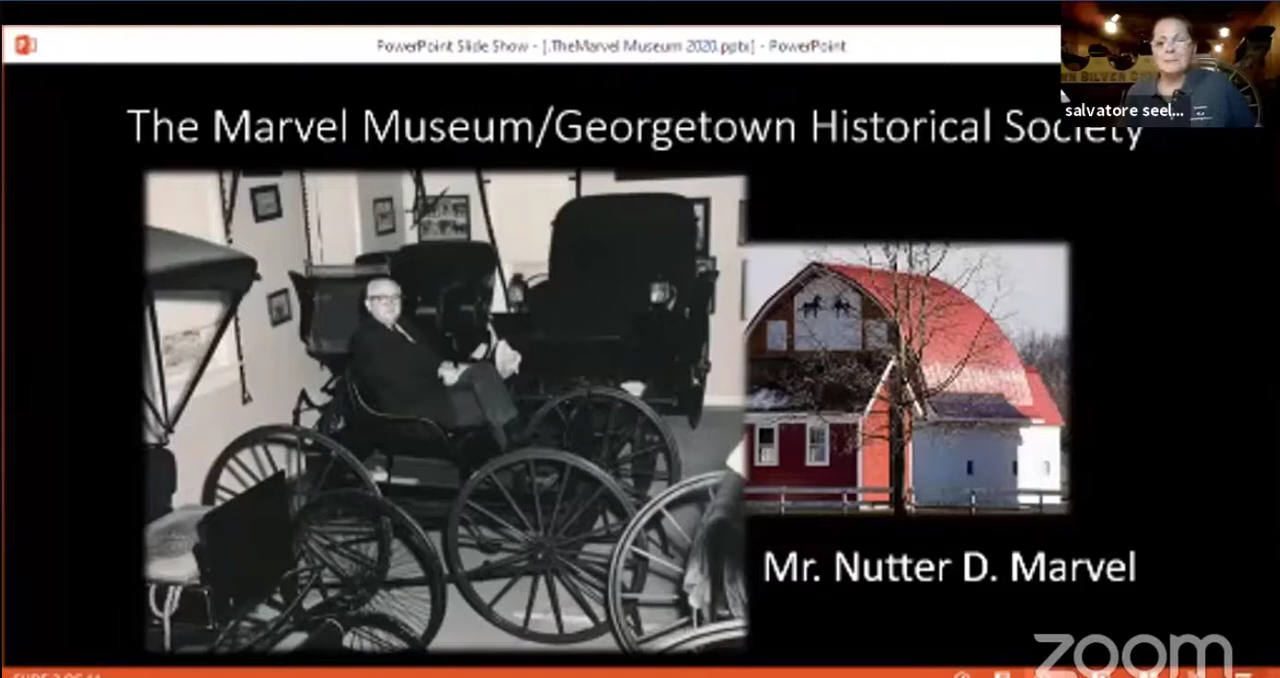 PowerPoint Slide Show - [.TheMarvel Museum 2020.pptx] - PowerPoint
salvatore seel...
The Marvel Museum/Georgetown Historical Society
Mr. Nutter D. Marvel
zoom